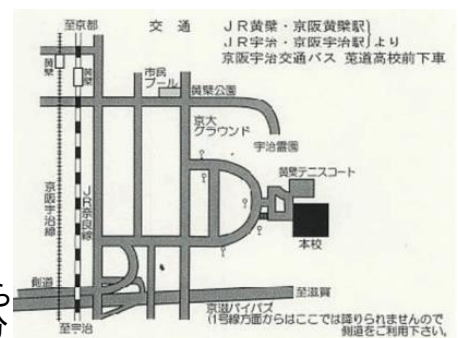 至京都
交 通
JR黄檗・京阪黄檗駅
JR宇治・京阪宇治駅
より
京阪宇治交通バス 莵道高校前下車
黄檗
黄檗
市民
プール
黄檗公園
京大
グラウンド
宇治霊園
黄檗テニスコート
京阪宇治線
JR奈良線
本校
側道
至滋賀
京滋バイパス
(1号線方面からはここでは降りられませんので
側道をご利用下さい。
至宇治
ら